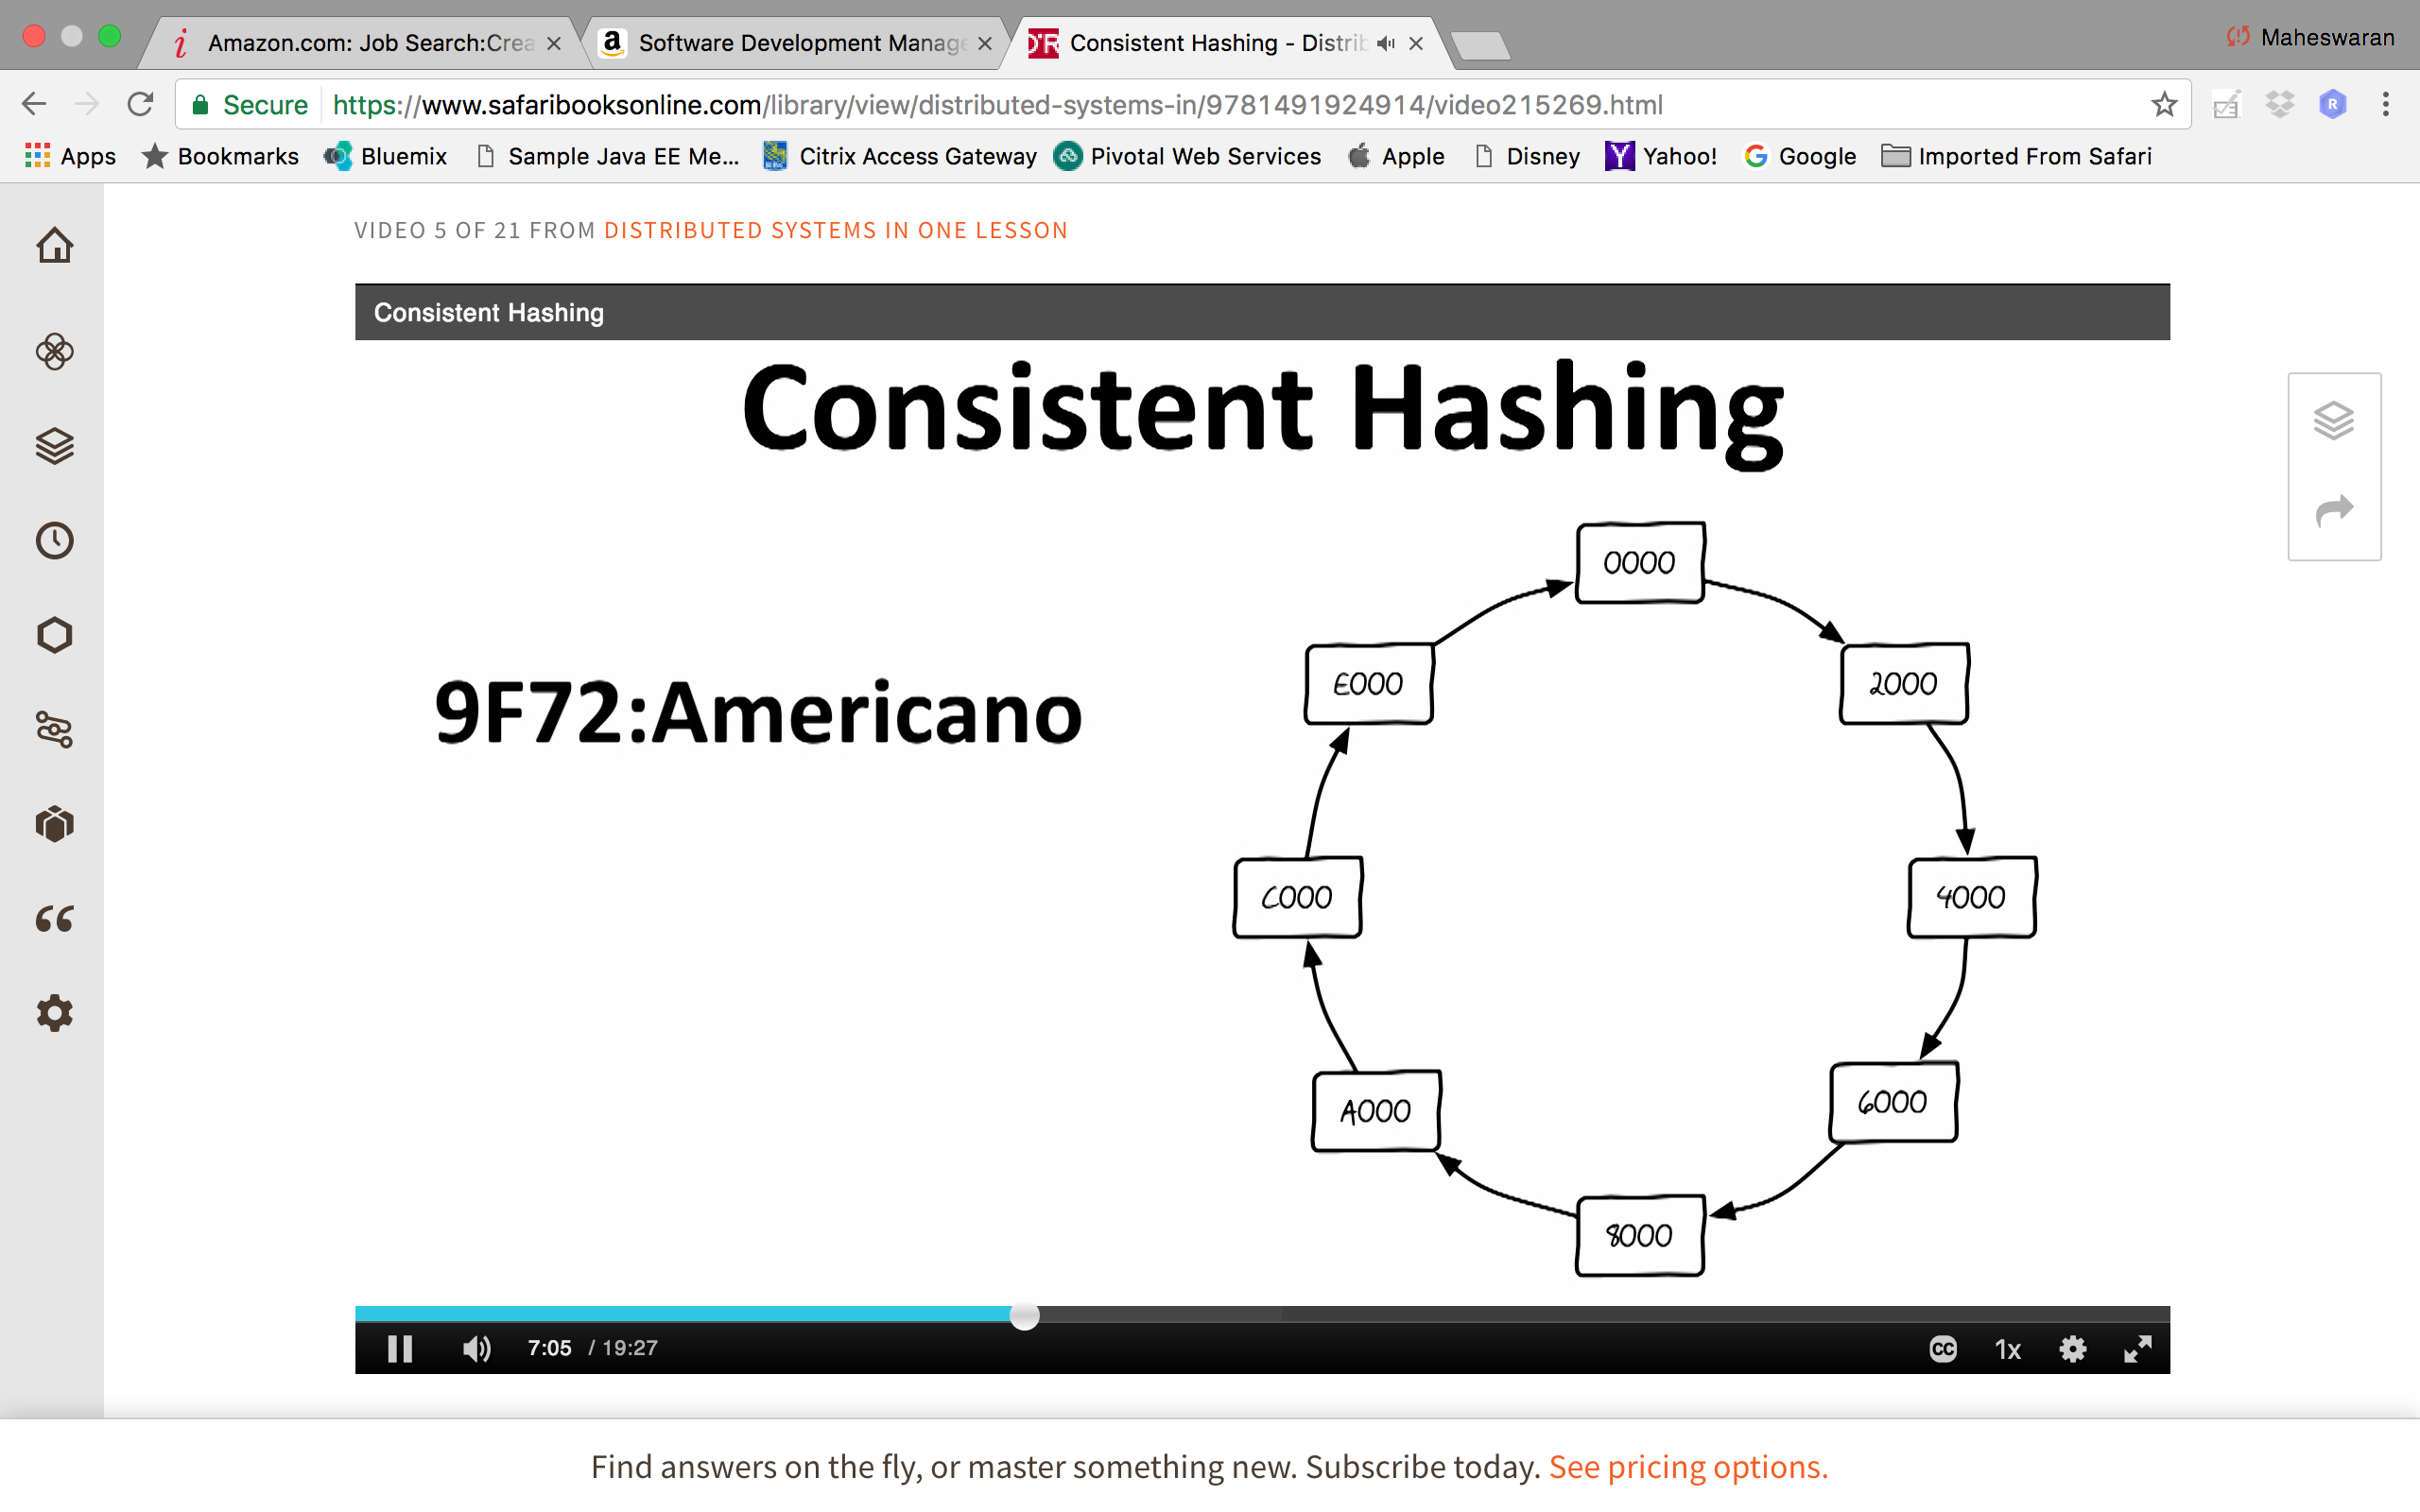 Amazon.com: Job Search:Crea
Software Development Manage
Consistent Hashing - Distrib
Maheswaran
Secure
https://www.safaribooksonline.com/library/view/distributed-systems-in/9781491924914/video215269.html
Apps
Bookmarks
Bluemix
Sample Java EE Me...
Citrix Access Gateway
Pivotal Web Services
Apple
Disney
Yahoo!
Google
Imported From Safari
VIDEO 5 OF 21 FROM DISTRIBUTED SYSTEMS IN ONE LESSON
Consistent Hashing
Consistent Hashing
9F72:Americano
0000
E000
2000
C000
4000
A000
6000
8000
7:05 / 19:27
CC
1x
Find answers on the fly, or master something new. Subscribe today. See pricing options.